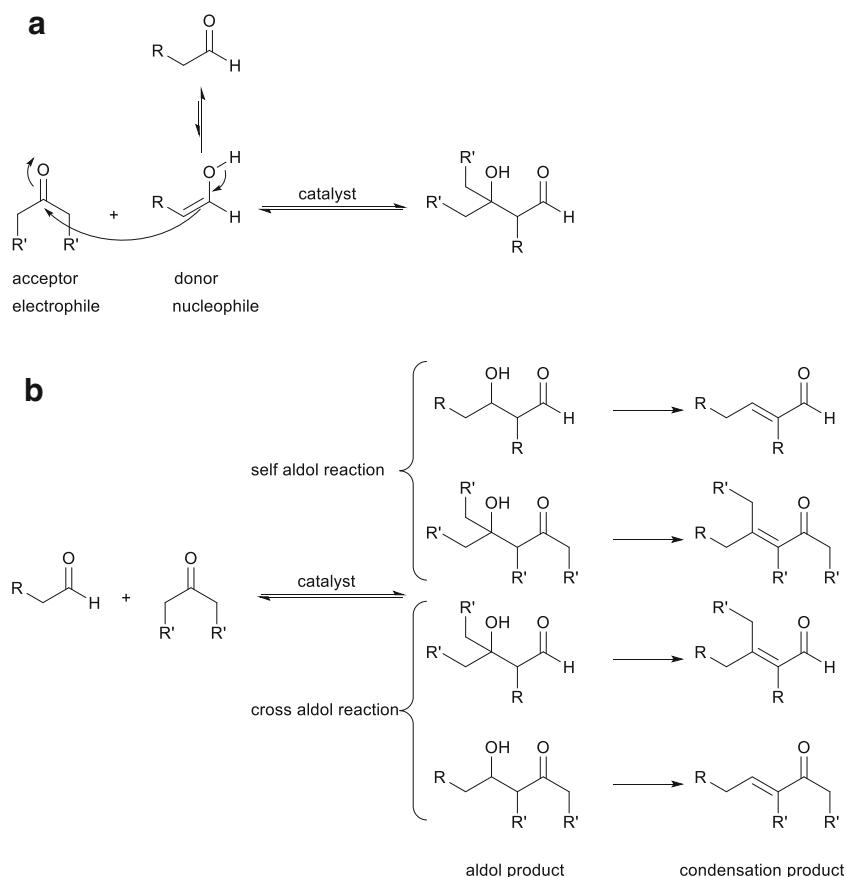 a
O
R
H
O
H
O
R
H
R'
R'
+
catalyst
R'
OH
O
R'
H
R
acceptor
donor
electrophile
nucleophile
b
OH
O
R
H
R
O
R
H
R
self aldol reaction
R'
OH
O
R'
R'
R'
R'
O
R
R'
R'
O
R
H
+
O
R'
R'
catalyst
R'
OH
O
R'
H
R
R'
O
R
H
R
cross aldol reaction
OH
O
R
R'
R'
O
R
R'
R'
aldol product
condensation product